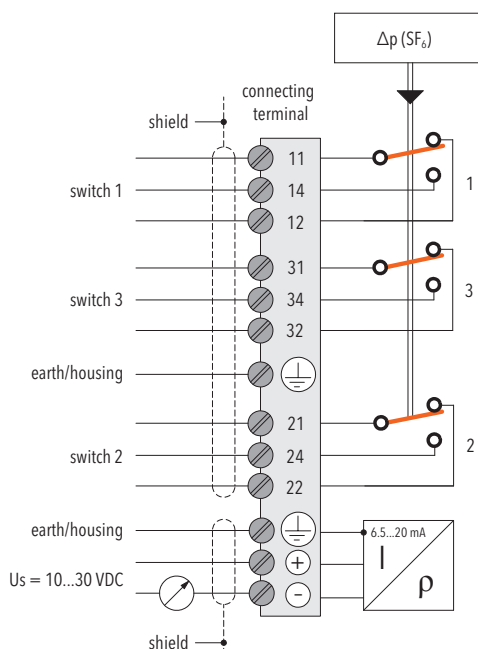 Δp (SF₆)
connecting
terminal
shield
11
switch 1
14
1
12
31
switch 3
34
3
32
earth/housing
21
switch 2
24
2
22
earth/housing
6.5...20 mA
+
I
Us = 10...30 VDC
ρ
-
shield